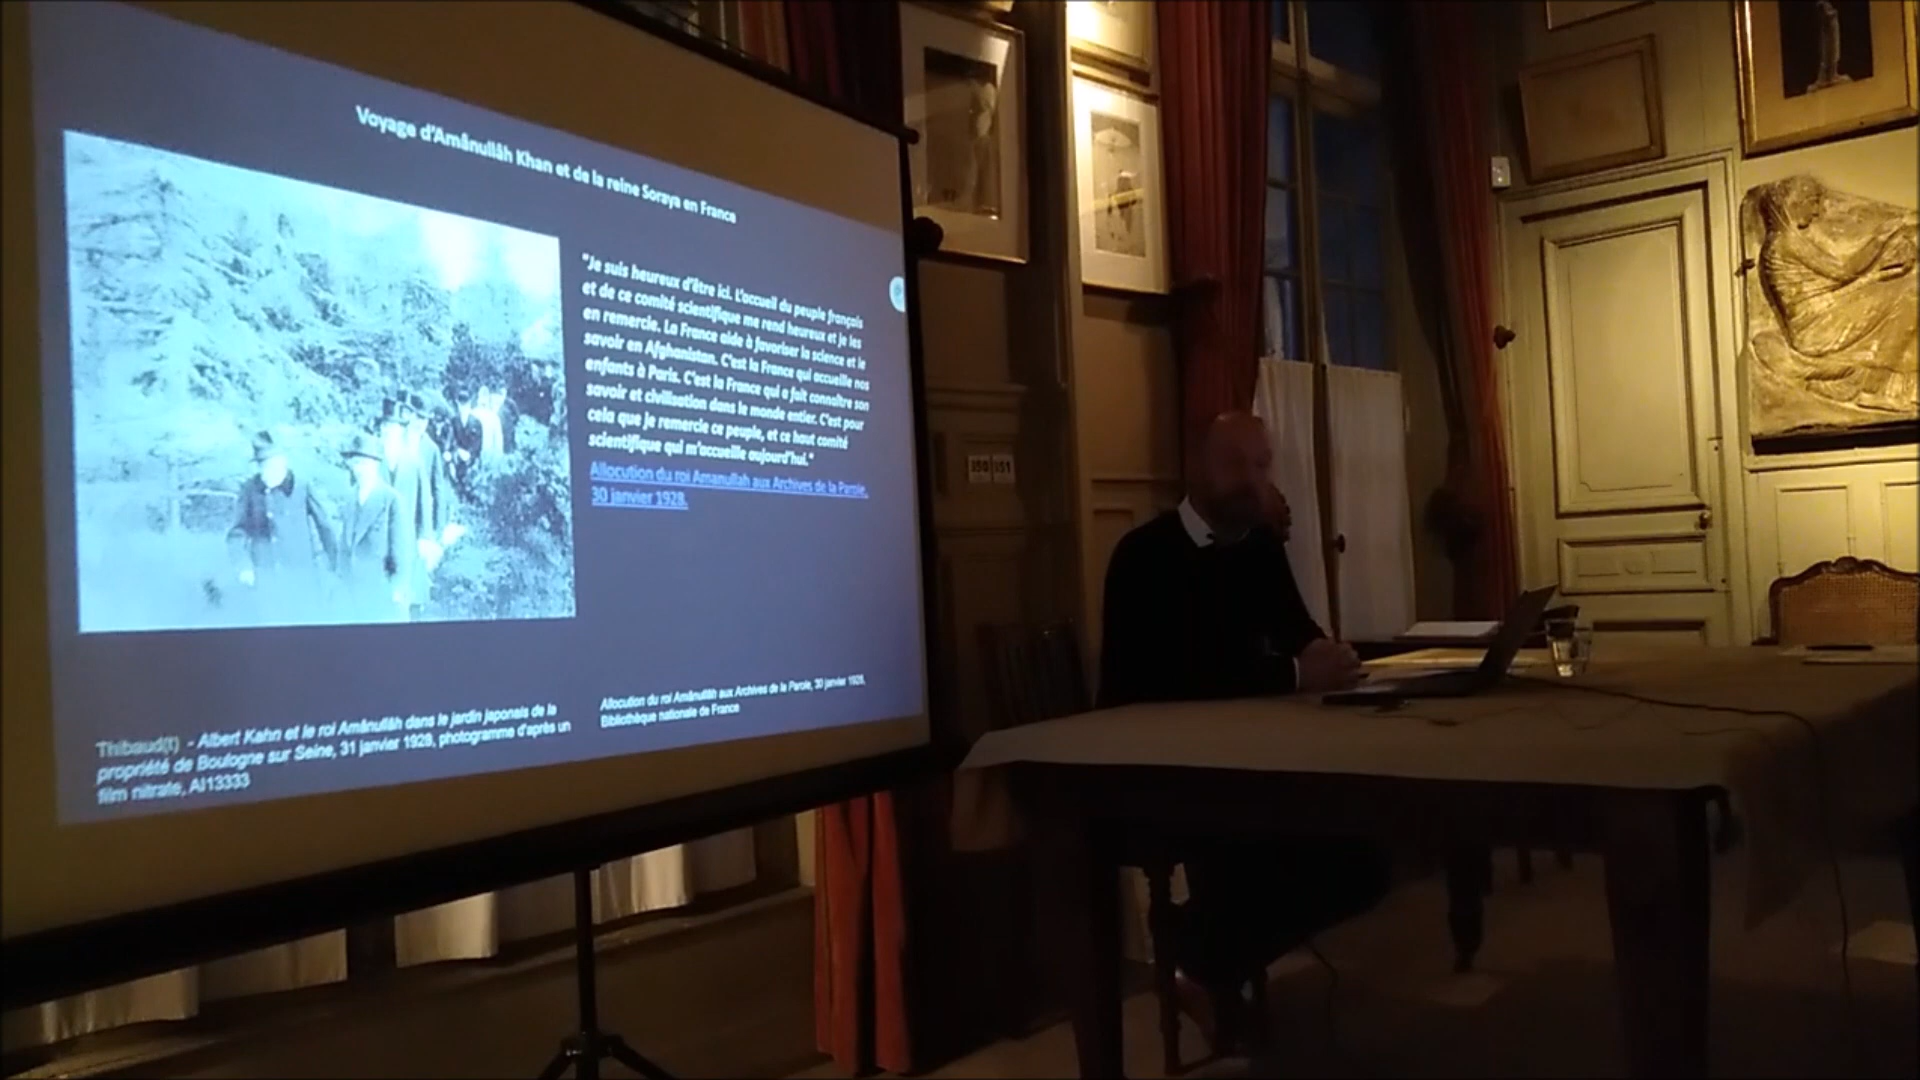 Voyage d'Amânullâh Khan et de la reine Soraya en France
"Je suis heureux d'être ici. L'accueil du peuple français
et de ce comité scientifique me rend heureux et je les
en remercie. La France aide à favoriser la science et le
savoir en Afghanistan. C'est la France qui accueille nos
enfants à Paris. C'est la France qui a fait connaître son
savoir et civilisation dans le monde entier. C'est pour
cela que je remercie ce peuple, et ce haut comité
scientifique qui m'accueille aujourd'hui."
Allocution du roi Amanullah aux Archives de la Parole,
30 janvier 1928.
Thibaud(t) - Albert Kahn et le roi Amânullâh dans le jardin japonais de la
propriété de Boulogne sur Seine, 31 janvier 1928, photogramme d'après un
film nitrate, AI13333
Allocution du roi Amânullâh aux Archives de la Parole, 30 janvier 1928,
Bibliothèque nationale de France
350 351